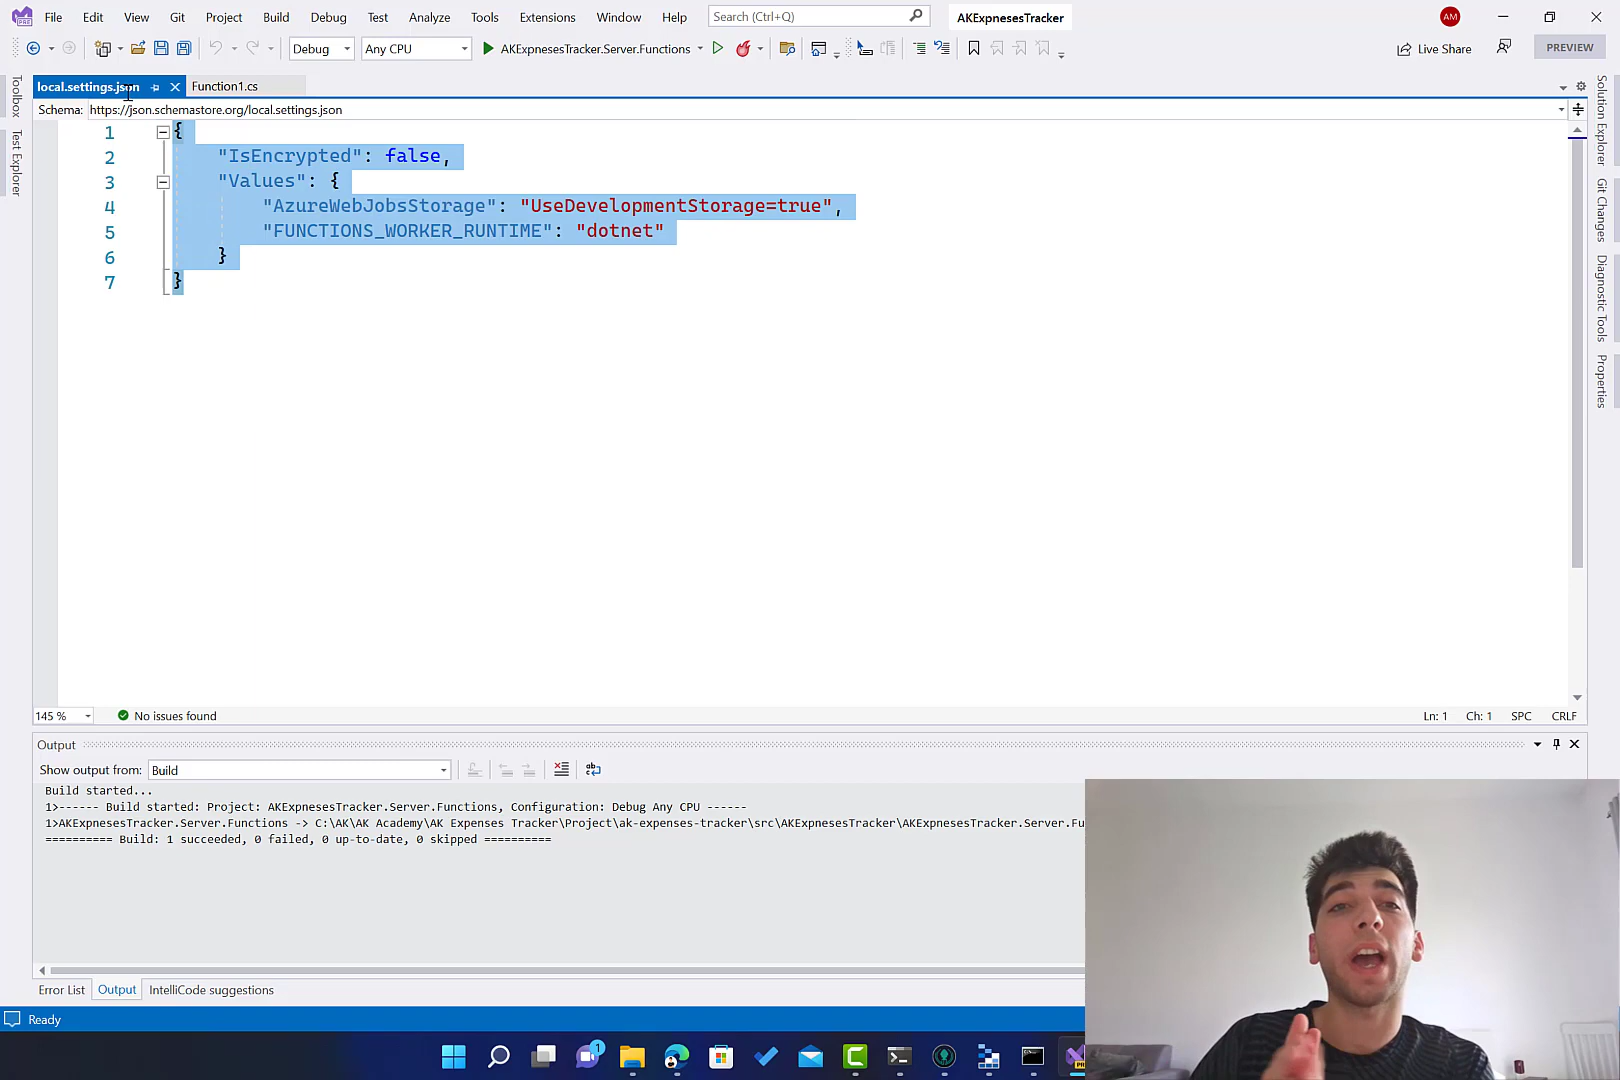 File Edit View Git Project Build Debug Test Analyze Tools Extensions Window Help Search (Ctrl+Q) AKExpnesesTracker AM
Debug Any CPU AKExpnesesTracker.Server.Functions Live Share PREVIEW
local.settings.json Function1.cs
Schema: https://json.schemastore.org/local.settings.json
1 {
2 "IsEncrypted": false,
3 "Values": {
4 "AzureWebJobsStorage": "UseDevelopmentStorage=true",
5 "FUNCTIONS_WORKER_RUNTIME": "dotnet"
6 }
7 }
Toolbox
Test Explorer
Solution Explorer
Git Changes
Diagnostic Tools
Properties
145 % No issues found Ln: 1 Ch: 1 SPC CRLF
Output
Show output from: Build
Build started...
1>------ Build started: Project: AKExpnesesTracker.Server.Functions, Configuration: Debug Any CPU ------
1>AKExpnesesTracker.Server.Functions -> C:\AK\AK Academy\AK Expenses Tracker\Project\ak-expenses-tracker\src\AKExpnesesTracker\AKExpnesesTracker.Server.Fu
========== Build: 1 succeeded, 0 failed, 0 up-to-date, 0 skipped ==========
Error List Output IntelliCode suggestions
Ready
1